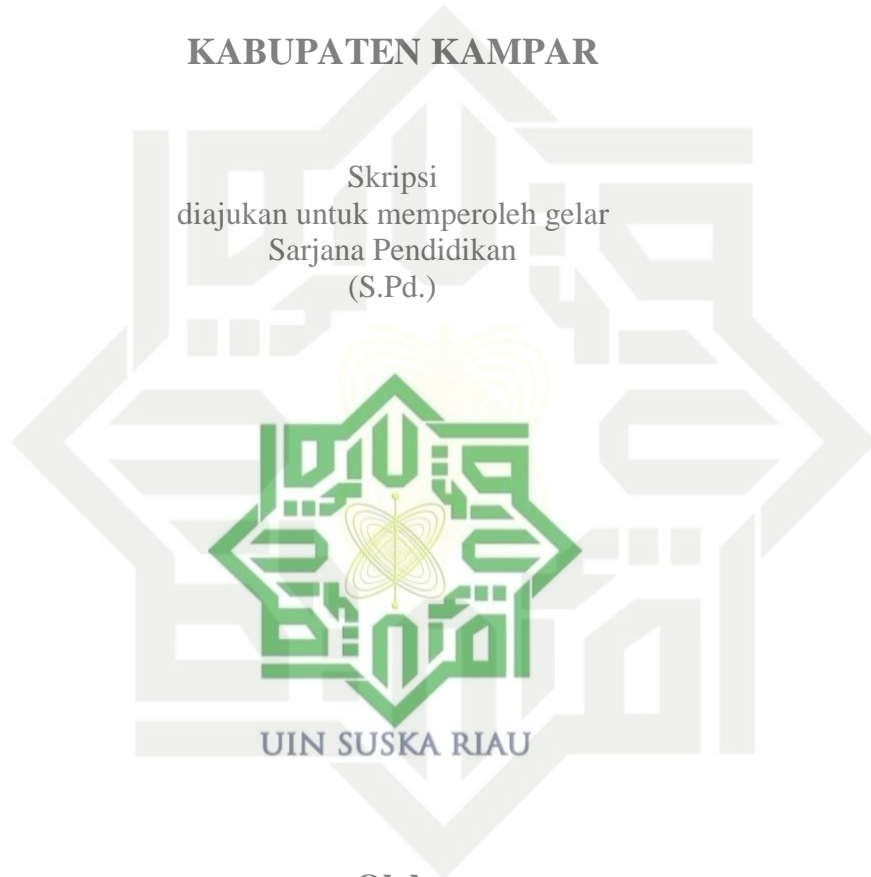 KABUPATEN KAMPAR
Skripsi
diajukan untuk memperoleh gelar
Sarjana Pendidikan
(S.Pd.)
UIN SUSKA RIAU